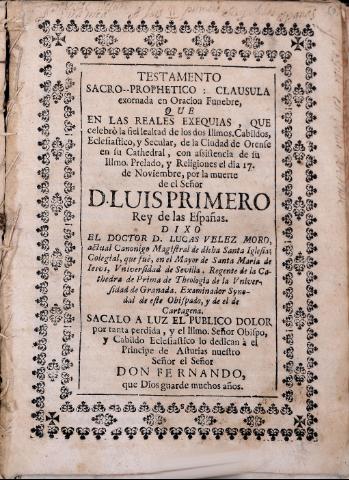 TESTAMENTO
SACRO--PROPHETICO : CLAUSULA
exornada en Oracion Funebre,
QUE
EN LAS REALES EXEQUIAS, QUE
celebrò la fiel lealtad de los dos Illmos. Cabildos,
Eclesiastico, y Secular, de la Ciudad de Orense
en su Cathedral, con assistencia de su
Illmo. Prelado, y Religiones el dia 17.
de Noviembre, por la muerte
de el Señor
D. LUIS PRIMERO
Rey de las Españas.
DIXO
EL DOCTOR D. LUCAS VELEZ MORO,
actual Canonigo Magistral de dicha Santa Iglesia;
Colegial, que fuè, en el Mayor de Santa Maria de
Iesus, Vniversidad de Sevilla. Regente de la Ca-
thedra de Prima de Theologia de la Vniver-
sidad de Granada. Examinador Syno-
dal de este Obispado, y de el de
Cartagena.
SACALO A LUZ EL PUBLICO DOLOR
por tanta perdida, y el Illmo. Señor Obispo,
y Cabildo Eclesiastico lo dedican à el
Principe de Asturias nuestro
Señor el Señor
DON FERNANDO,
que Dios guarde muchos años.